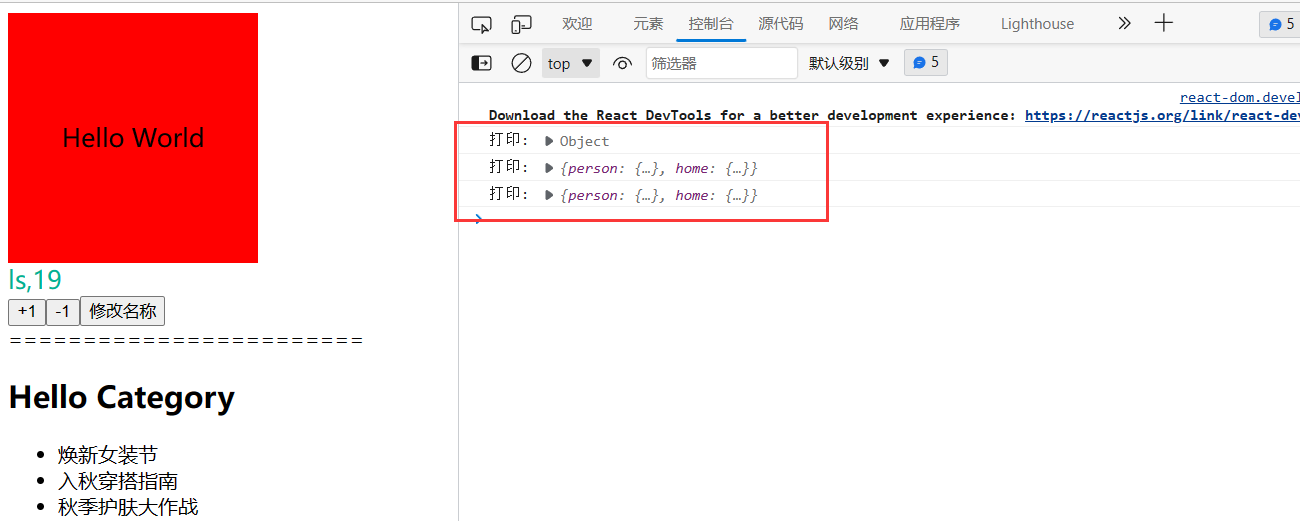 Hello World
ls,19
+1 -1 修改名称
========================
Hello Category
焕新女装节
入秋穿搭指南
秋季护肤大作战
欢迎 元素 控制台 源代码 网络 应用程序 Lighthouse 5
top 筛选器 默认级别 5
react-dom.devel
Download the React DevTools for a better development experience: https://reactjs.org/link/react-dev
打印: Object
打印: {person: {…}, home: {…}}
打印: {person: {…}, home: {…}}